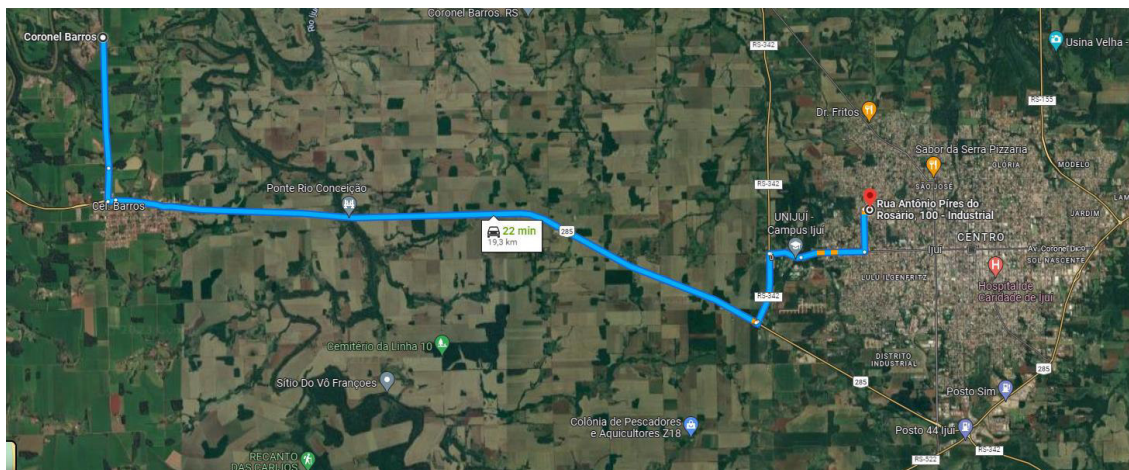 Coronel Barros, RS
Coronel Barros
Rio Ijuí
RS-342
Usina Velha -
RS-155
Dr. Fritos
Sabor da Serra Pizzaria
GLÓRIA
MODELO
SÃO JOSÉ
RS-342
Ponte Rio Conceição
Cel. Barros
Rua Antônio Pires do
Rosário, 100 - Industrial
JARDIM
LAM
UNIJUÍ -
Campus Ijuí
22 min
19,3 km
285
CENTRO
Ijuí
Av. Coronel Dico
SOL NASCENTE
LULU ILGENFRITZ
Hospital de
Caridade de Ijuí
RS-342
Cemitério da Linha 10
DISTRITO
INDUSTRIAL
285
285
Sítio Do Vô Françoes
Posto Sim
Colônia de Pescadores
e Aquicultores Z18
Posto 44 Ijuí
RS-342
RS-522
RECANTO
DAS CARIJOS